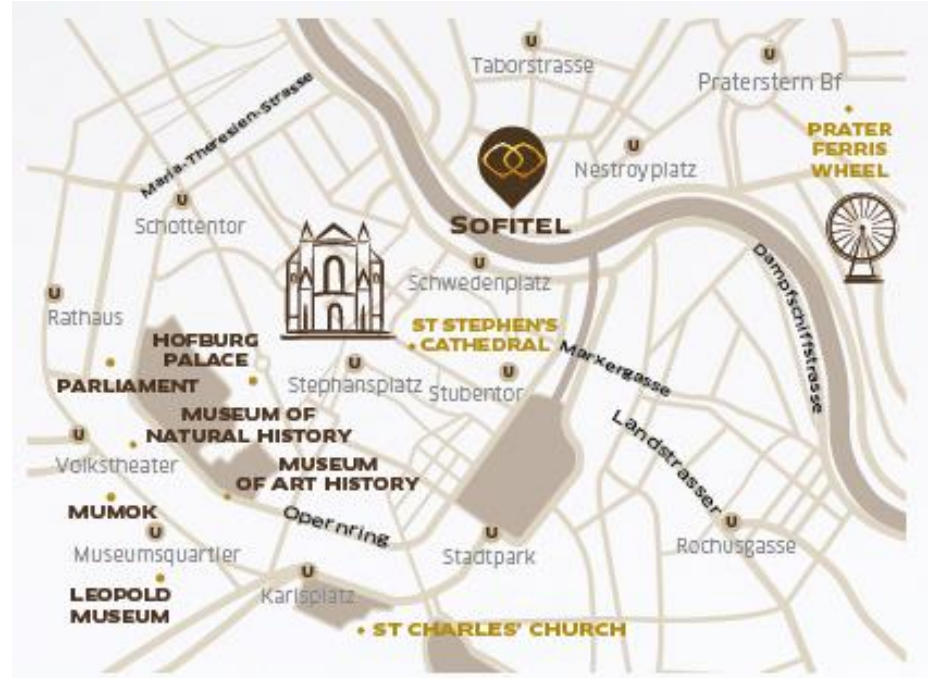 U
Taborstrasse
U
Praterstern Bf
PRATER
FERRIS
WHEEL
Maria-Theresien-Strasse
U
Nestroyplatz
U
Schottentor
SOFITEL
U
Schwedenplatz
Dampfschiffstrasse
U
Rathaus
HOFBURG
PALACE
ST STEPHEN'S
CATHEDRAL
Marxergasse
PARLIAMENT
U
Stephansplatz
U
Stubentor
MUSEUM OF
NATURAL HISTORY
Landstrasser
U
Volkstheater
MUSEUM
OF ART HISTORY
MUMOK
Opernring
U
Museumsquartier
U
Stadtpark
U
Rochusgasse
LEOPOLD
MUSEUM
U
Karlsplatz
ST CHARLES' CHURCH